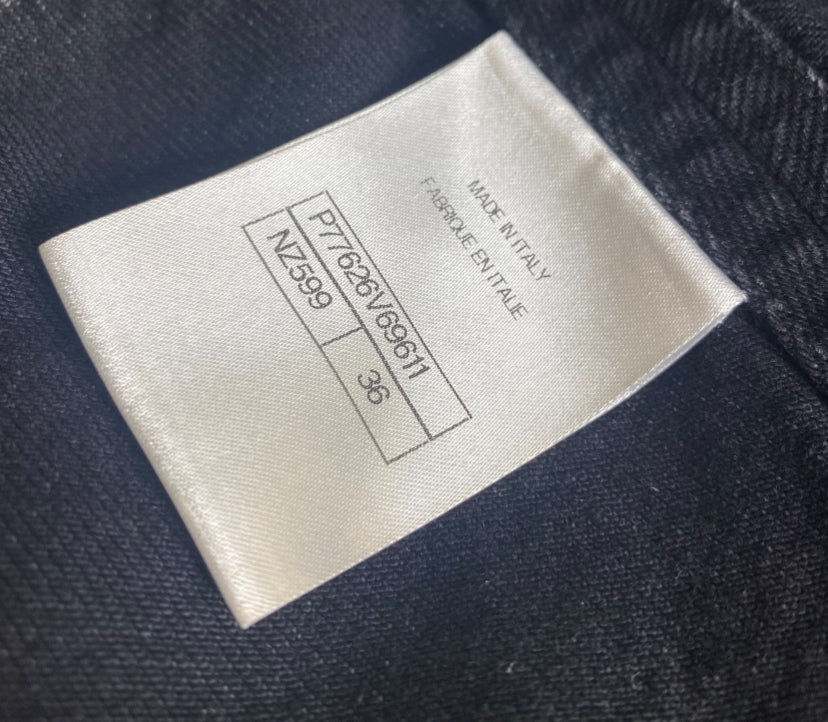 MADE IN ITALY
FABRIQUE EN ITALIE
P77626V69611
NZ599 36